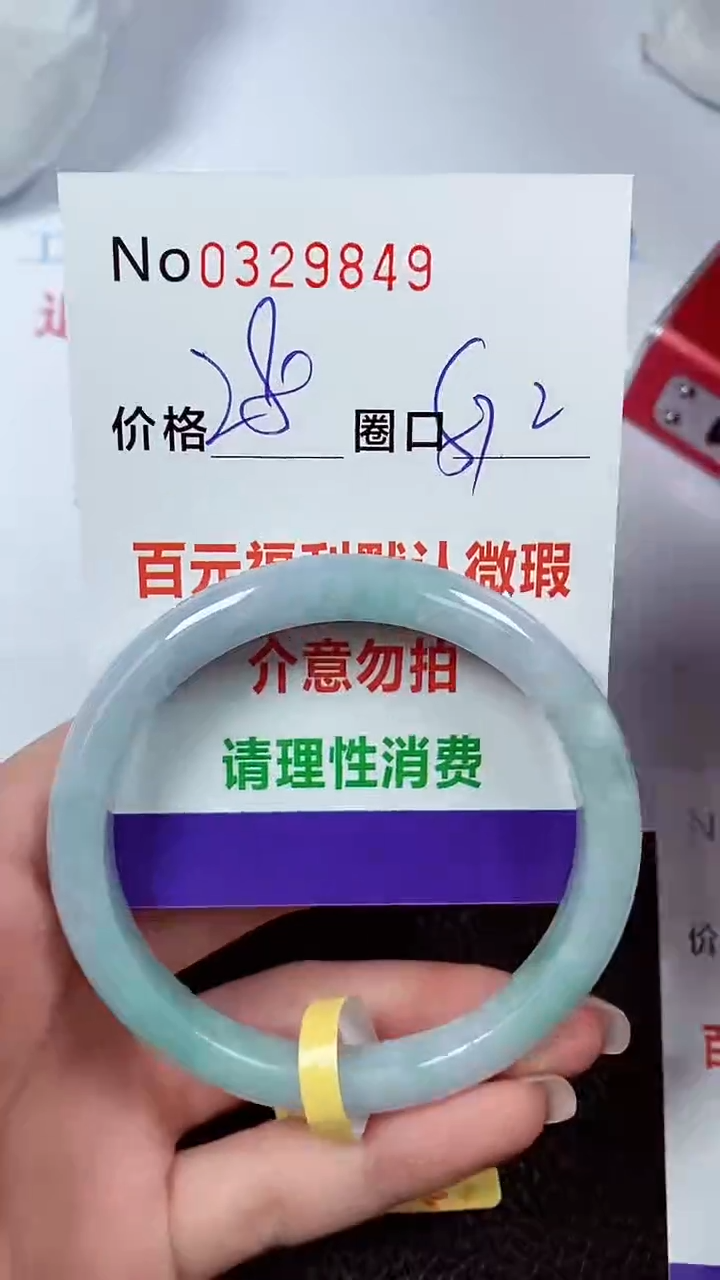 No0329849
价格 圈口
百元福利默认微瑕
介意勿拍
请理性消费
价